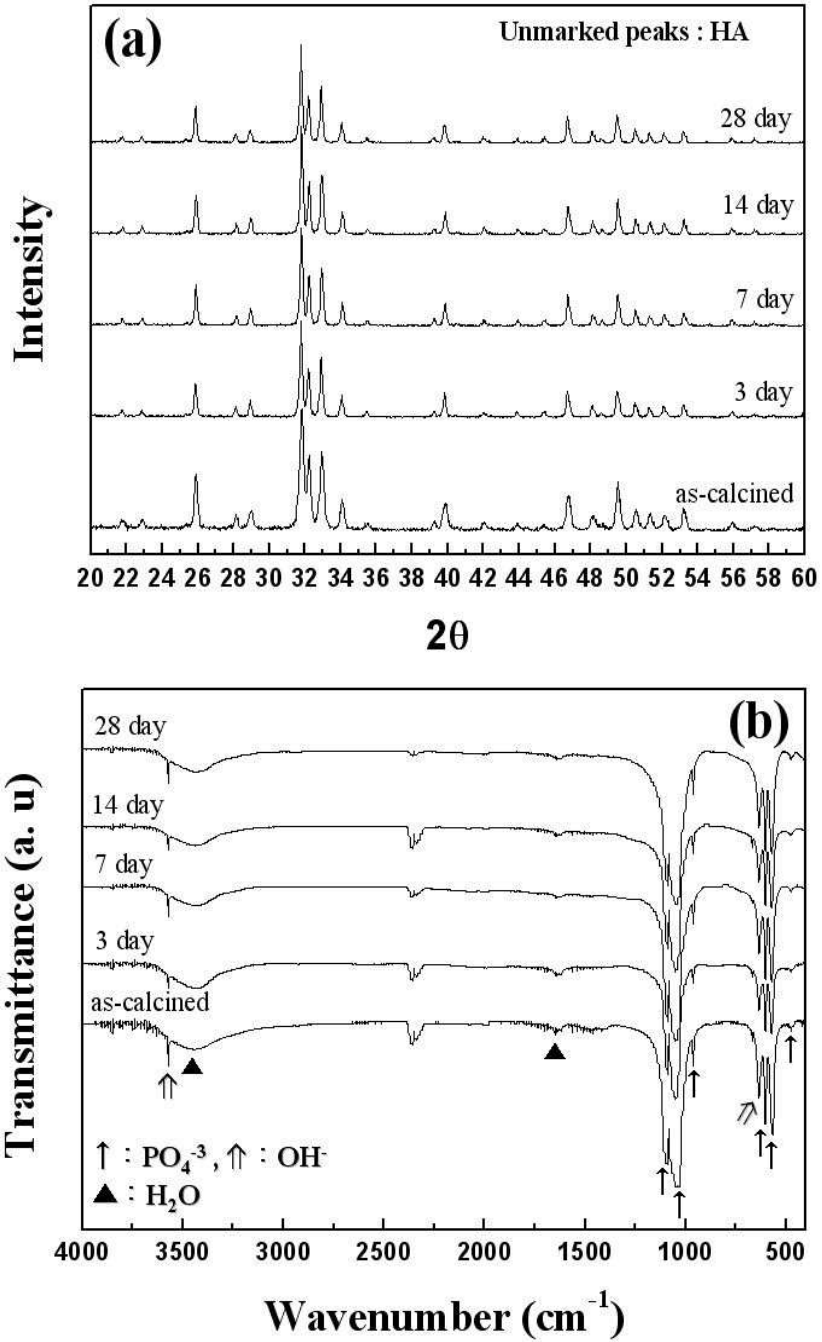 (a)
Unmarked peaks : HA
28 day
14 day
7 day
3 day
as-calcined
Intensity
20 22 24 26 28 30 32 34 36 38 40 42 44 46 48 50 52 54 56 58 60
2θ
(b)
28 day
14 day
7 day
3 day
as-calcined
Transmittance (a. u)
↑ : PO₄⁻³ , ⇑ : OH⁻
▲ : H₂O
4000 3500 3000 2500 2000 1500 1000 500
Wavenumber (cm⁻¹)